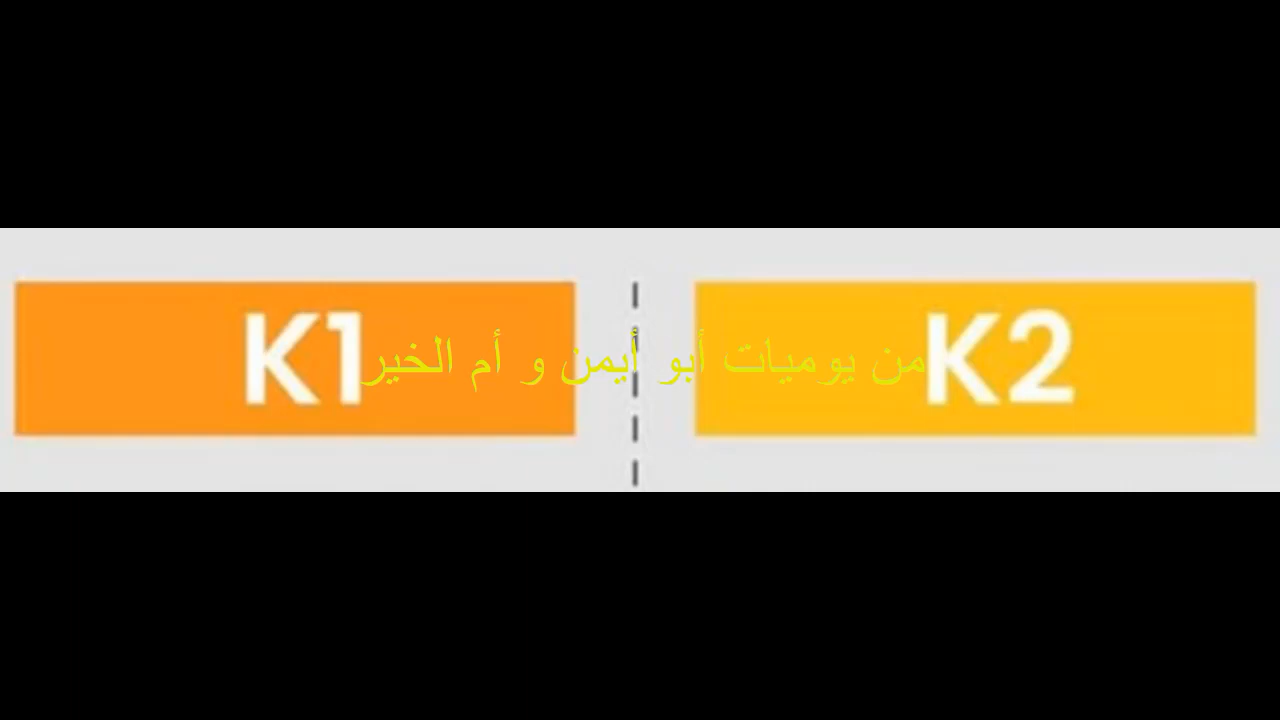 K1
K2
من يوميات أبو أيمن و أم الخير